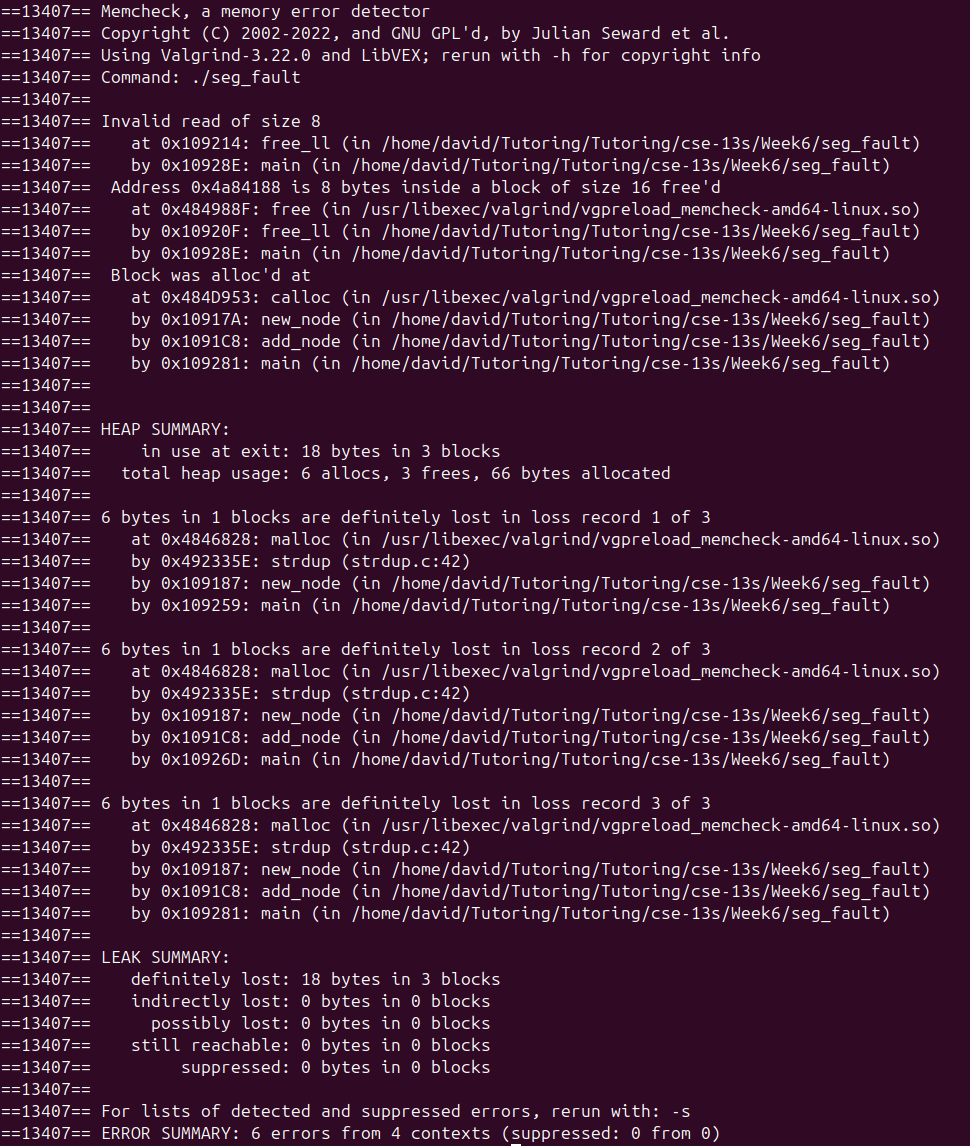 ==13407== Memcheck, a memory error detector
==13407== Copyright (C) 2002-2022, and GNU GPL'd, by Julian Seward et al.
==13407== Using Valgrind-3.22.0 and LibVEX; rerun with -h for copyright info
==13407== Command: ./seg_fault
==13407==
==13407== Invalid read of size 8
==13407==    at 0x109214: free_ll (in /home/david/Tutoring/Tutoring/cse-13s/Week6/seg_fault)
==13407==    by 0x10928E: main (in /home/david/Tutoring/Tutoring/cse-13s/Week6/seg_fault)
==13407==  Address 0x4a84188 is 8 bytes inside a block of size 16 free'd
==13407==    at 0x484988F: free (in /usr/libexec/valgrind/vgpreload_memcheck-amd64-linux.so)
==13407==    by 0x10920F: free_ll (in /home/david/Tutoring/Tutoring/cse-13s/Week6/seg_fault)
==13407==    by 0x10928E: main (in /home/david/Tutoring/Tutoring/cse-13s/Week6/seg_fault)
==13407==  Block was alloc'd at
==13407==    at 0x484D953: calloc (in /usr/libexec/valgrind/vgpreload_memcheck-amd64-linux.so)
==13407==    by 0x10917A: new_node (in /home/david/Tutoring/Tutoring/cse-13s/Week6/seg_fault)
==13407==    by 0x1091C8: add_node (in /home/david/Tutoring/Tutoring/cse-13s/Week6/seg_fault)
==13407==    by 0x109281: main (in /home/david/Tutoring/Tutoring/cse-13s/Week6/seg_fault)
==13407==
==13407==
==13407== HEAP SUMMARY:
==13407==     in use at exit: 18 bytes in 3 blocks
==13407==   total heap usage: 6 allocs, 3 frees, 66 bytes allocated
==13407==
==13407== 6 bytes in 1 blocks are definitely lost in loss record 1 of 3
==13407==    at 0x4846828: malloc (in /usr/libexec/valgrind/vgpreload_memcheck-amd64-linux.so)
==13407==    by 0x492335E: strdup (strdup.c:42)
==13407==    by 0x109187: new_node (in /home/david/Tutoring/Tutoring/cse-13s/Week6/seg_fault)
==13407==    by 0x109259: main (in /home/david/Tutoring/Tutoring/cse-13s/Week6/seg_fault)
==13407==
==13407== 6 bytes in 1 blocks are definitely lost in loss record 2 of 3
==13407==    at 0x4846828: malloc (in /usr/libexec/valgrind/vgpreload_memcheck-amd64-linux.so)
==13407==    by 0x492335E: strdup (strdup.c:42)
==13407==    by 0x109187: new_node (in /home/david/Tutoring/Tutoring/cse-13s/Week6/seg_fault)
==13407==    by 0x1091C8: add_node (in /home/david/Tutoring/Tutoring/cse-13s/Week6/seg_fault)
==13407==    by 0x10926D: main (in /home/david/Tutoring/Tutoring/cse-13s/Week6/seg_fault)
==13407==
==13407== 6 bytes in 1 blocks are definitely lost in loss record 3 of 3
==13407==    at 0x4846828: malloc (in /usr/libexec/valgrind/vgpreload_memcheck-amd64-linux.so)
==13407==    by 0x492335E: strdup (strdup.c:42)
==13407==    by 0x109187: new_node (in /home/david/Tutoring/Tutoring/cse-13s/Week6/seg_fault)
==13407==    by 0x1091C8: add_node (in /home/david/Tutoring/Tutoring/cse-13s/Week6/seg_fault)
==13407==    by 0x109281: main (in /home/david/Tutoring/Tutoring/cse-13s/Week6/seg_fault)
==13407==
==13407== LEAK SUMMARY:
==13407==    definitely lost: 18 bytes in 3 blocks
==13407==    indirectly lost: 0 bytes in 0 blocks
==13407==      possibly lost: 0 bytes in 0 blocks
==13407==    still reachable: 0 bytes in 0 blocks
==13407==         suppressed: 0 bytes in 0 blocks
==13407==
==13407== For lists of detected and suppressed errors, rerun with: -s
==13407== ERROR SUMMARY: 6 errors from 4 contexts (suppressed: 0 from 0)